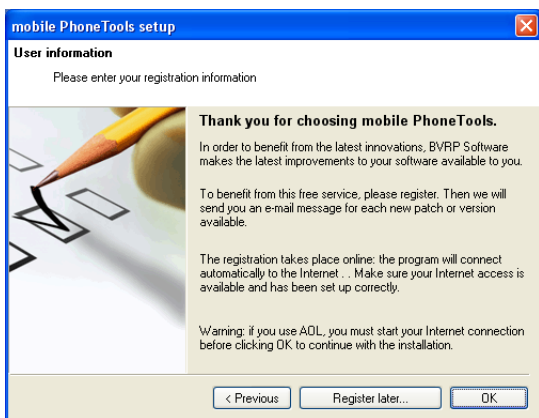 mobile PhoneTools setup
User information
Please enter your registration information
Thank you for choosing mobile PhoneTools.
In order to benefit from the latest innovations, BVRP Software
makes the latest improvements to your software available to you.
To benefit from this free service, please register. Then we will
send you an e-mail message for each new patch or version
available.
The registration takes place online: the program will connect
automatically to the Internet . . Make sure your Internet access is
available and has been set up correctly.
Warning: if you use AOL, you must start your Internet connection
before clicking OK to continue with the installation.
< Previous
Register later...
OK